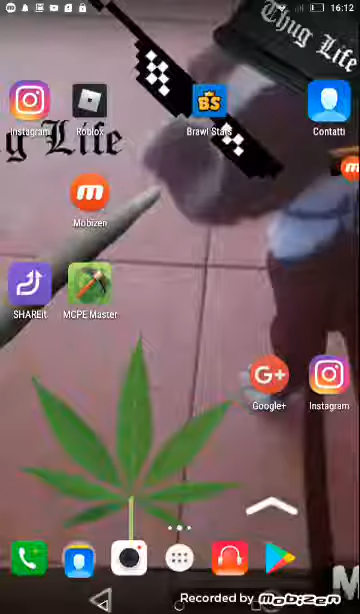 16:12
Thug Life
g Life
Instagram
Roblox
BS
Brawl Stars
Contatti
m
Mobizen
SHAREit
MCPE Master
G+
Google+
Instagram
Recorded by mobizen
M